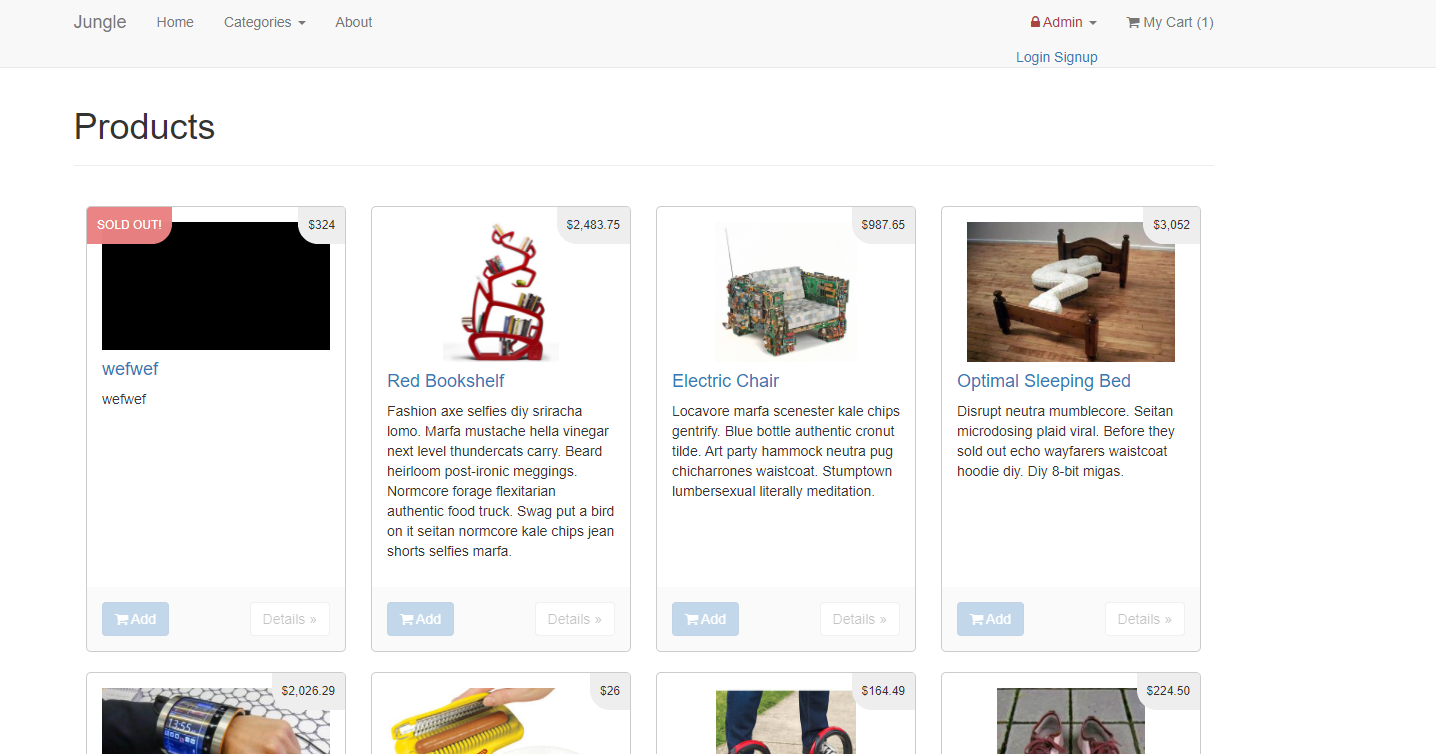 Jungle Home Categories About Admin My Cart (1)
Login Signup
Products
SOLD OUT! $324
wefwef
wefwef
Add Details »
$2,483.75
Red Bookshelf
Fashion axe selfies diy sriracha
lomo. Marfa mustache hella vinegar
next level thundercats carry. Beard
heirloom post-ironic meggings.
Normcore forage flexitarian
authentic food truck. Swag put a bird
on it seitan normcore kale chips jean
shorts selfies marfa.
Add Details »
$987.65
Electric Chair
Locavore marfa scenester kale chips
gentrify. Blue bottle authentic cronut
tilde. Art party hammock neutra pug
chicharrones waistcoat. Stumptown
lumbersexual literally meditation.
Add Details »
$3,052
Optimal Sleeping Bed
Disrupt neutra mumblecore. Seitan
microdosing plaid viral. Before they
sold out echo wayfarers waistcoat
hoodie diy. Diy 8-bit migas.
Add Details »
$2,026.29
13:55
$26
$164.49
$224.50